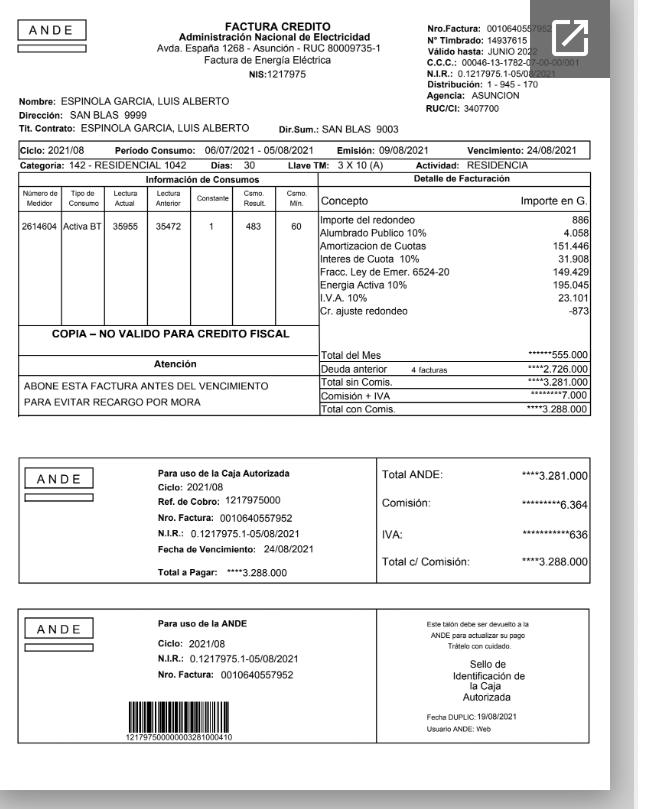 ANDE
FACTURA CREDITO
Administración Nacional de Electricidad
Avda. España 1268 - Asunción - RUC 80009735-1
Factura de Energía Eléctrica
NIS:1217975
Nro.Factura: 0010640557952
N° Timbrado: 14937615
Válido hasta: JUNIO 2022
C.C.C.: 00046-13-1782-07-00-00/001
N.I.R.: 0.1217975.1-05/08/2021
Distribución: 1 - 945 - 170
Agencia: ASUNCION
RUC/CI: 3407700
Nombre: ESPINOLA GARCIA, LUIS ALBERTO
Dirección: SAN BLAS 9999
Tit. Contrato: ESPINOLA GARCIA, LUIS ALBERTO Dir.Sum.: SAN BLAS 9003
Ciclo: 2021/08 Período Consumo: 06/07/2021 - 05/08/2021 Emisión: 09/08/2021 Vencimiento: 24/08/2021
Categoria: 142 - RESIDENCIAL 1042 Días: 30 Llave TM: 3 X 10 (A) Actividad: RESIDENCIA
Información de Consumos
Número de Medidor Tipo de Consumo Lectura Actual Lectura Anterior Constante Csmo. Result. Csmo. Mín.
2614604 Activa BT 35955 35472 1 483 60
COPIA – NO VALIDO PARA CREDITO FISCAL
Atención
ABONE ESTA FACTURA ANTES DEL VENCIMIENTO
PARA EVITAR RECARGO POR MORA
Detalle de Facturación
Concepto Importe en G.
Importe del redondeo 886
Alumbrado Publico 10% 4.058
Amortizacion de Cuotas 151.446
Interes de Cuota 10% 31.908
Fracc. Ley de Emer. 6524-20 149.429
Energia Activa 10% 195.045
I.V.A. 10% 23.101
Cr. ajuste redondeo -873
Total del Mes ******555.000
Deuda anterior 4 facturas ****2.726.000
Total sin Comis. ****3.281.000
Comisión + IVA ********7.000
Total con Comis. ****3.288.000
ANDE
Para uso de la Caja Autorizada
Ciclo: 2021/08
Ref. de Cobro: 1217975000
Nro. Factura: 0010640557952
N.I.R.: 0.1217975.1-05/08/2021
Fecha de Vencimiento: 24/08/2021
Total a Pagar: ****3.288.000
Total ANDE: ****3.281.000
Comisión: *********6.364
IVA: ***********636
Total c/ Comisión: ****3.288.000
ANDE
Para uso de la ANDE
Ciclo: 2021/08
N.I.R.: 0.1217975.1-05/08/2021
Nro. Factura: 0010640557952
12179750000003281000410
Este talón debe ser devuelto a la
ANDE para actualizar su pago
Trátelo con cuidado.
Sello de
Identificación de
la Caja
Autorizada
Fecha DUPLIC: 19/08/2021
Usuario ANDE: Web